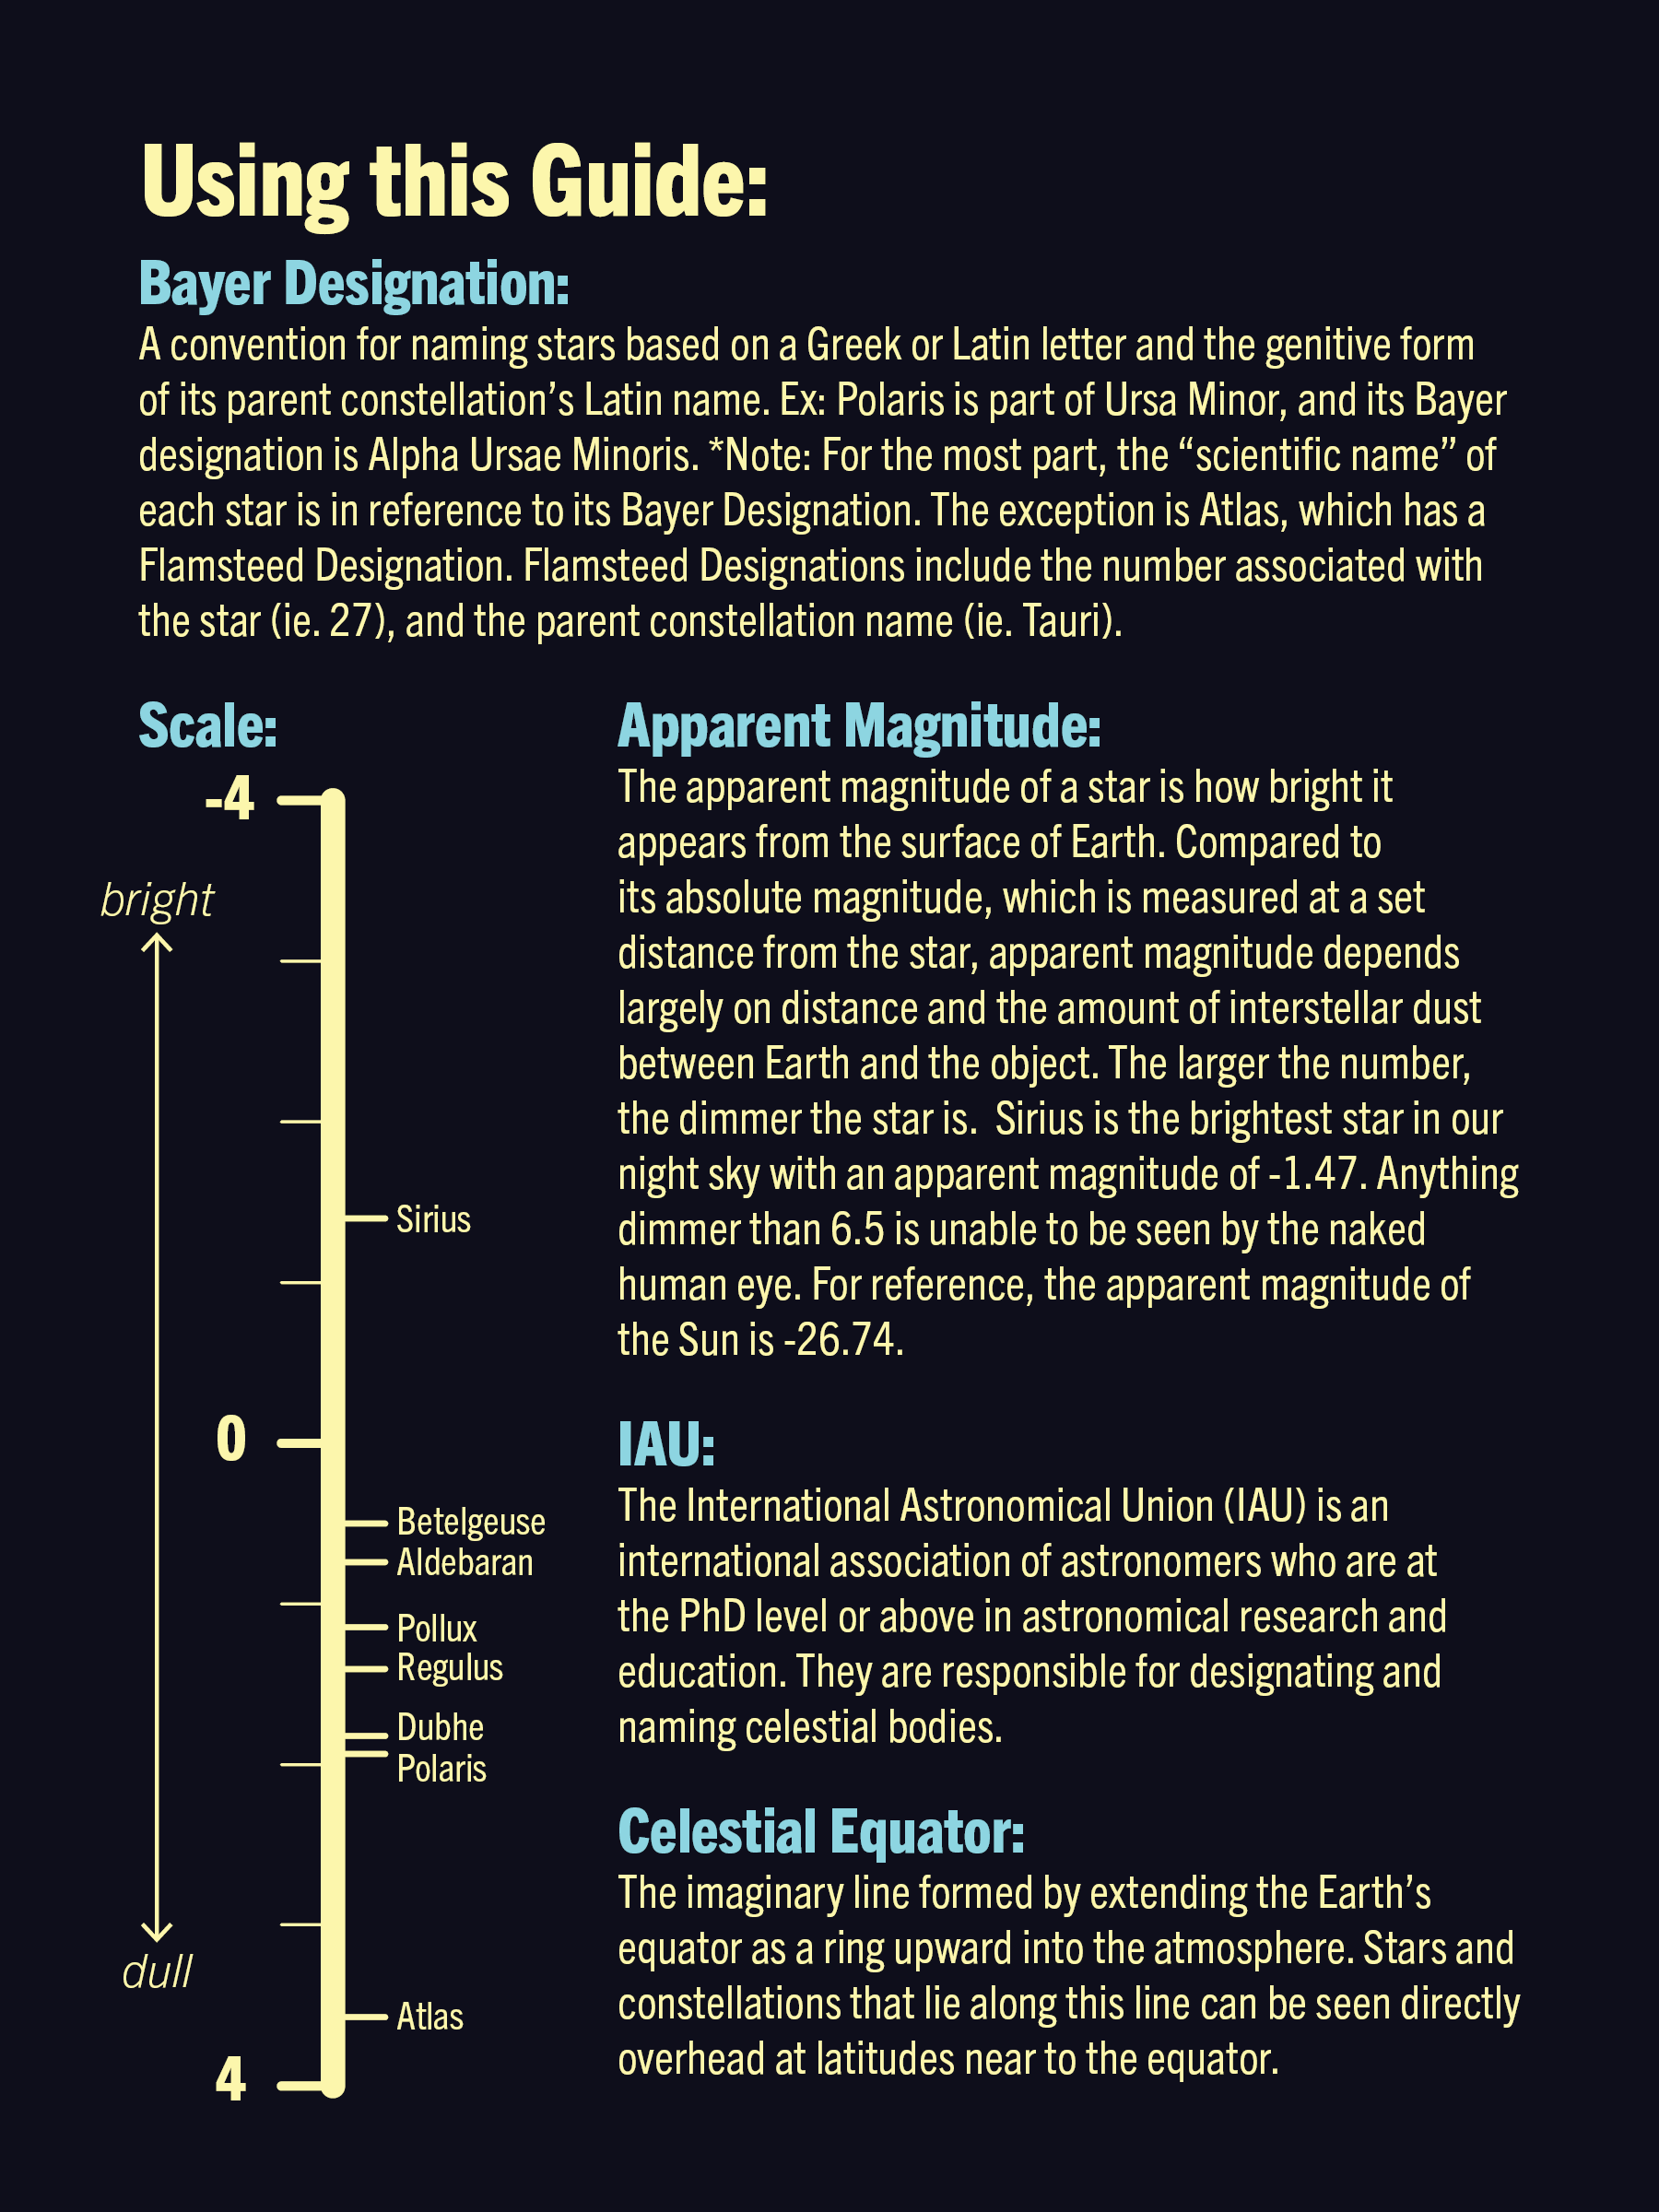 Using this Guide:
Bayer Designation:
A convention for naming stars based on a Greek or Latin letter and the genitive form
of its parent constellation’s Latin name. Ex: Polaris is part of Ursa Minor, and its Bayer
designation is Alpha Ursae Minoris. *Note: For the most part, the “scientific name” of
each star is in reference to its Bayer Designation. The exception is Atlas, which has a
Flamsteed Designation. Flamsteed Designations include the number associated with
the star (ie. 27), and the parent constellation name (ie. Tauri).
Scale:
-4
bright
Sirius
0
Betelgeuse
Aldebaran
Pollux
Regulus
Dubhe
Polaris
dull
Atlas
4
Apparent Magnitude:
The apparent magnitude of a star is how bright it
appears from the surface of Earth. Compared to
its absolute magnitude, which is measured at a set
distance from the star, apparent magnitude depends
largely on distance and the amount of interstellar dust
between Earth and the object. The larger the number,
the dimmer the star is.  Sirius is the brightest star in our
night sky with an apparent magnitude of -1.47. Anything
dimmer than 6.5 is unable to be seen by the naked
human eye. For reference, the apparent magnitude of
the Sun is -26.74.
IAU:
The International Astronomical Union (IAU) is an
international association of astronomers who are at
the PhD level or above in astronomical research and
education. They are responsible for designating and
naming celestial bodies.
Celestial Equator:
The imaginary line formed by extending the Earth’s
equator as a ring upward into the atmosphere. Stars and
constellations that lie along this line can be seen directly
overhead at latitudes near to the equator.